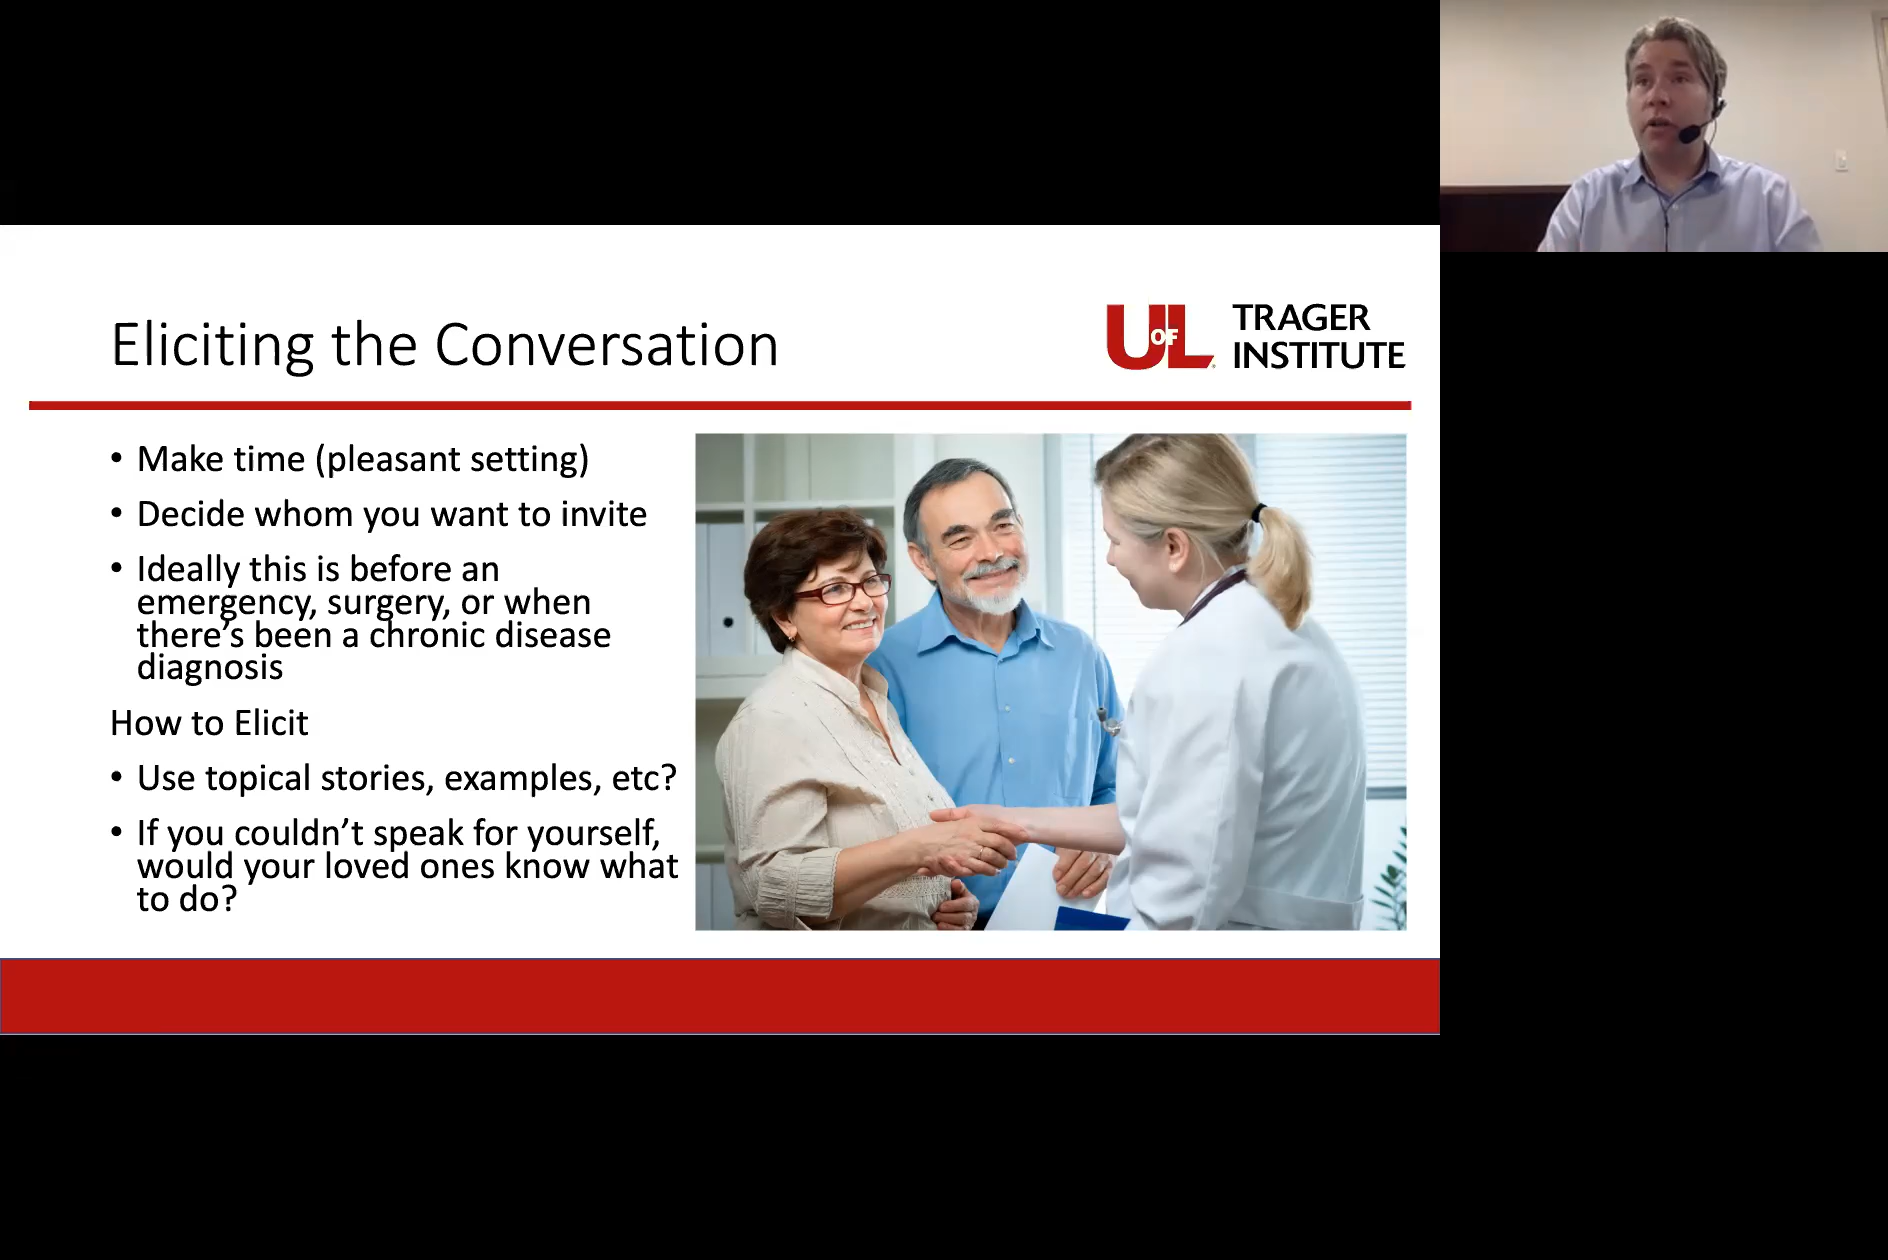 Eliciting the Conversation
UOFL TRAGER
INSTITUTE
• Make time (pleasant setting)
• Decide whom you want to invite
• Ideally this is before an
emergency, surgery, or when
there’s been a chronic disease
diagnosis
How to Elicit
• Use topical stories, examples, etc?
• If you couldn’t speak for yourself,
would your loved ones know what
to do?